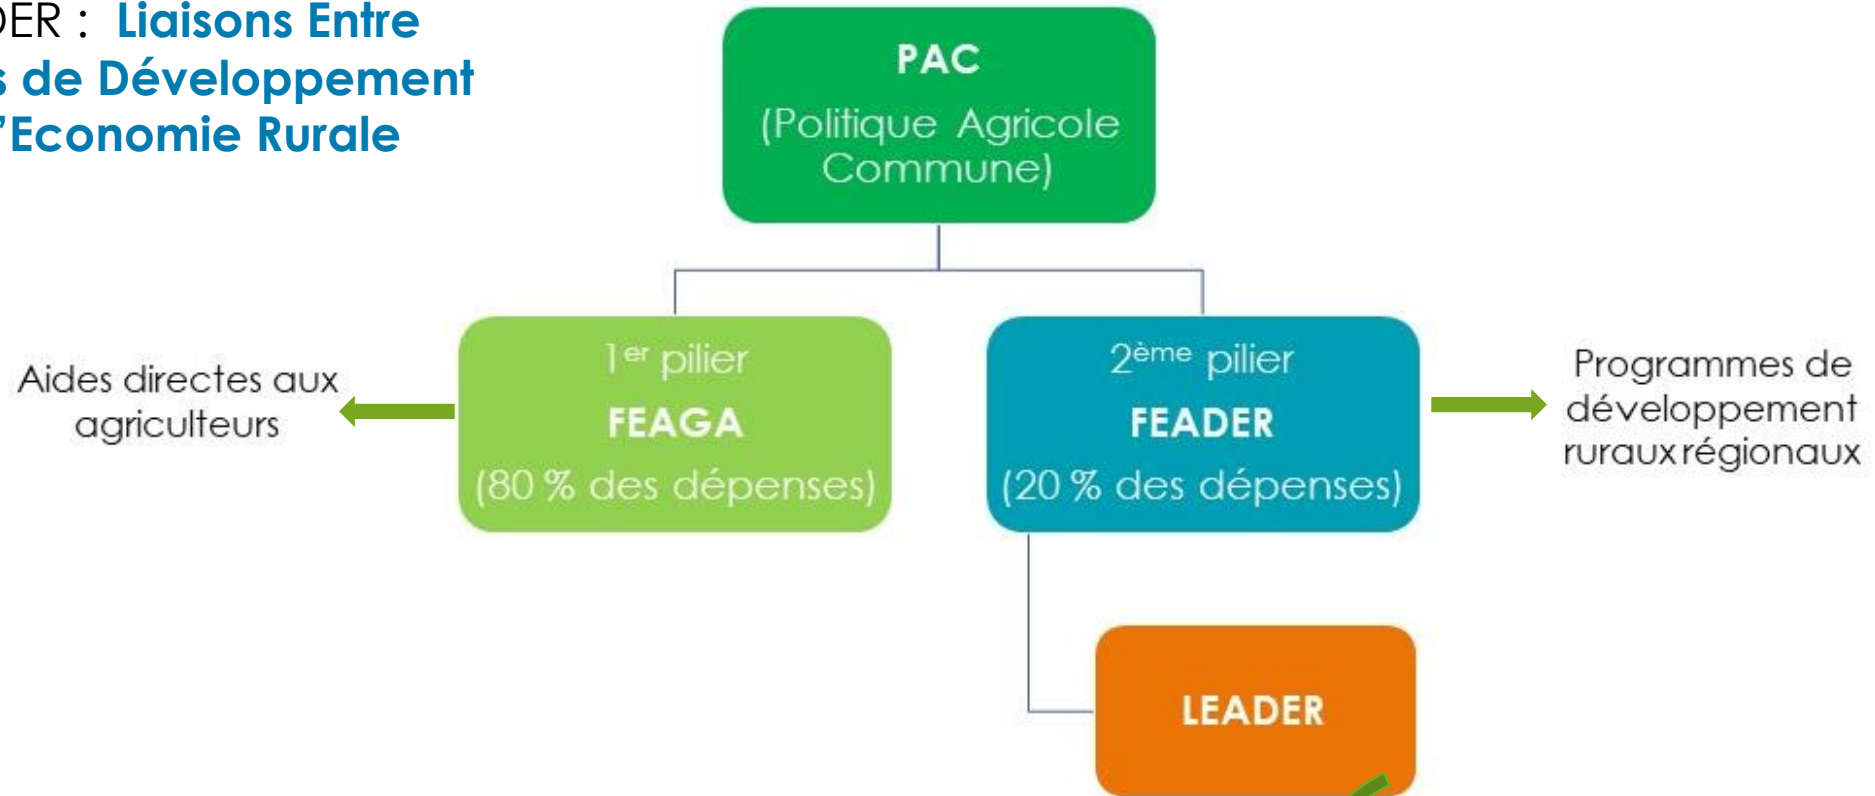 DER : Liaisons Entre
s de Développement
l'Economie Rurale
PAC
(Politique Agricole
Commune)
1er pilier
FEAGA
(80 % des dépenses)
2ème pilier
FEADER
(20 % des dépenses)
Aides directes aux
agriculteurs
Programmes de
développement
ruraux régionaux
LEADER